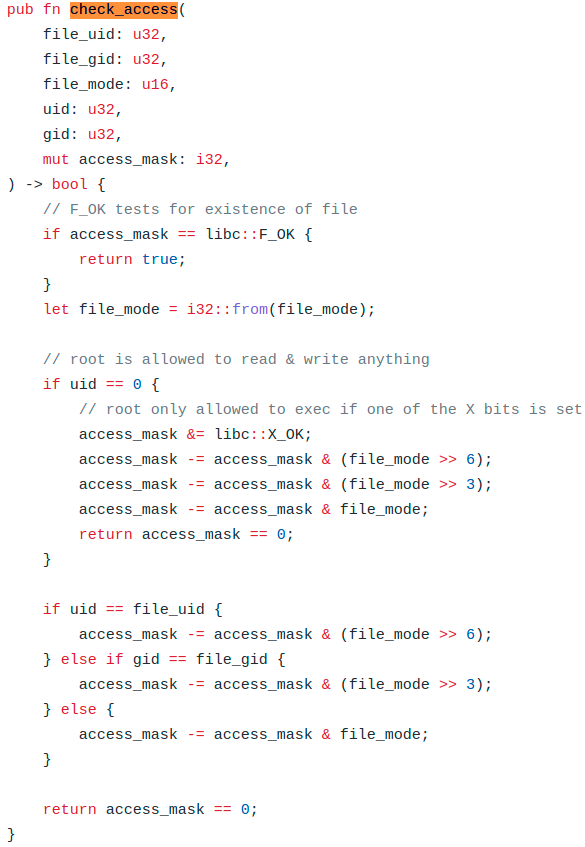 pub fn check_access(
    file_uid: u32,
    file_gid: u32,
    file_mode: u16,
    uid: u32,
    gid: u32,
    mut access_mask: i32,
) -> bool {
    // F_OK tests for existence of file
    if access_mask == libc::F_OK {
        return true;
    }
    let file_mode = i32::from(file_mode);

    // root is allowed to read & write anything
    if uid == 0 {
        // root only allowed to exec if one of the X bits is set
        access_mask &= libc::X_OK;
        access_mask -= access_mask & (file_mode >> 6);
        access_mask -= access_mask & (file_mode >> 3);
        access_mask -= access_mask & file_mode;
        return access_mask == 0;
    }

    if uid == file_uid {
        access_mask -= access_mask & (file_mode >> 6);
    } else if gid == file_gid {
        access_mask -= access_mask & (file_mode >> 3);
    } else {
        access_mask -= access_mask & file_mode;
    }

    return access_mask == 0;
}